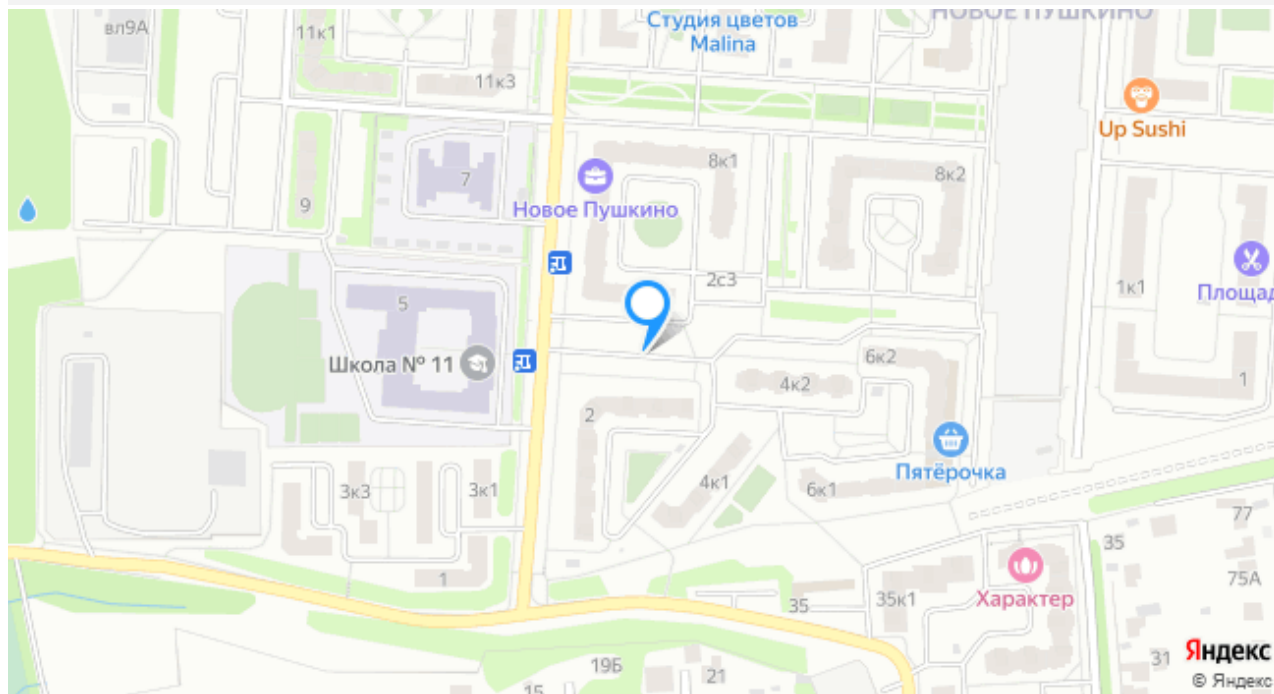 вл9А
11к1
Студия цветов
Malina
НОВОЕ ПУШКИНО
11к3
Up Sushi
8к1
7
8к2
9
Новое Пушкино
2с3
1к1
Площад
5
Школа № 11
6к2
4к2
1
2
Пятёрочка
4к1
6к1
3к3
3к1
77
35
1
75А
35
35к1
Характер
19Б
21
15
31
Яндекс
© Яндекс